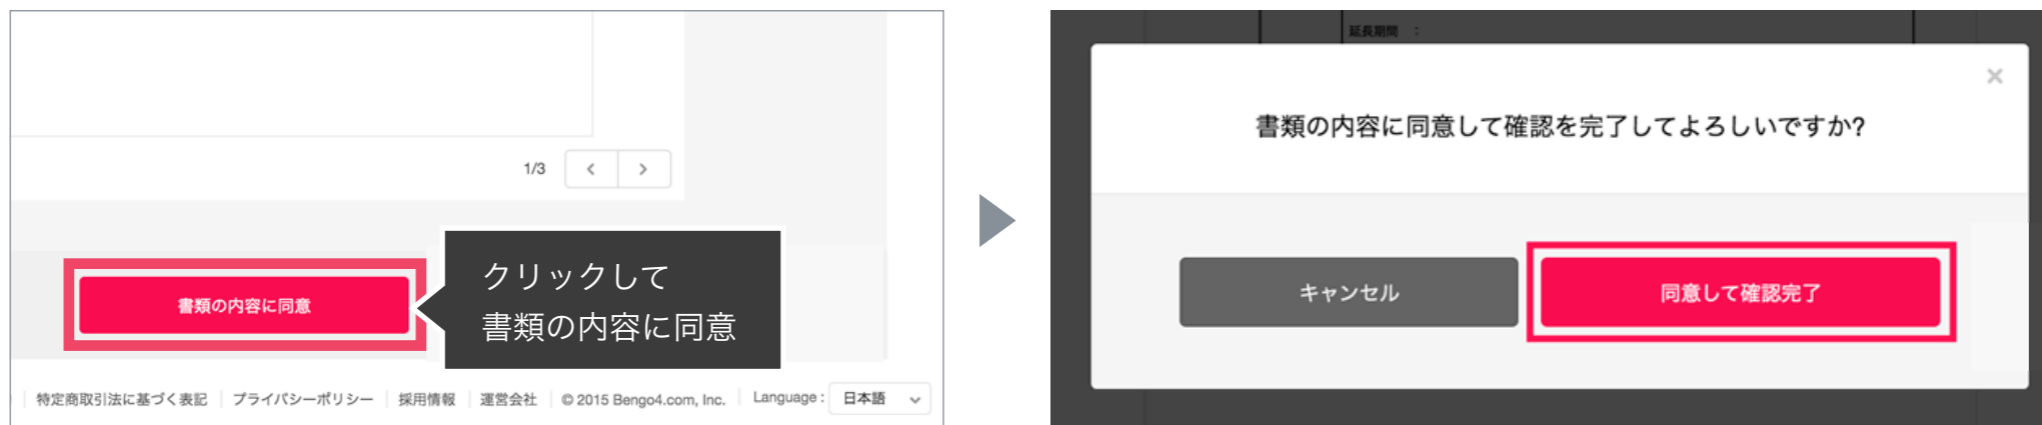 1/3
書類の内容に同意
クリックして
書類の内容に同意
特定商取引法に基づく表記 プライバシーポリシー 採用情報 運営会社 © 2015 Bengo4.com, Inc. Language : 日本語
延長期間 :
書類の内容に同意して確認を完了してよろしいですか?
キャンセル
同意して確認完了